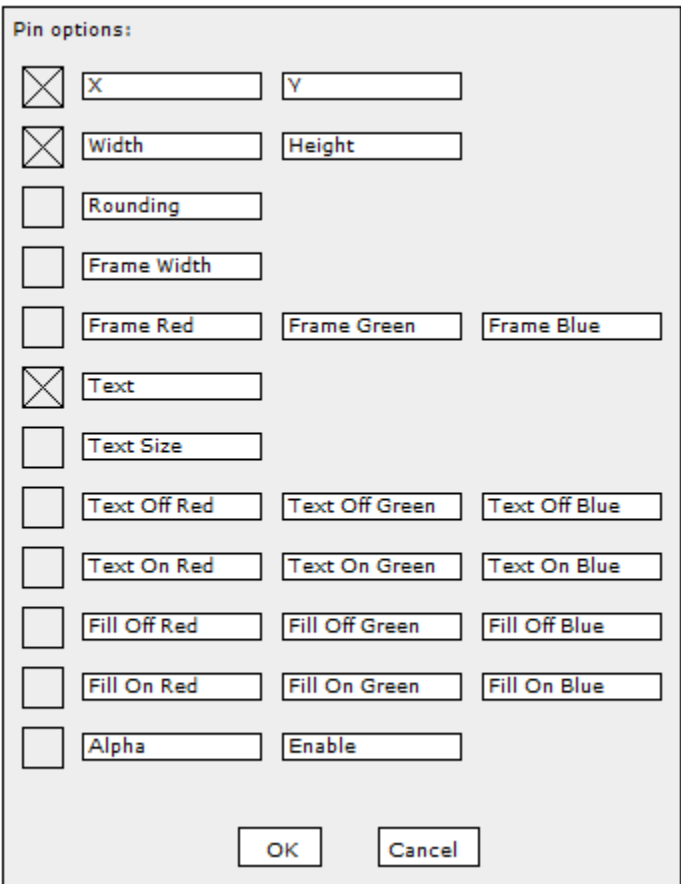 Pin options:
X Y
Width Height
Rounding
Frame Width
Frame Red Frame Green Frame Blue
Text
Text Size
Text Off Red Text Off Green Text Off Blue
Text On Red Text On Green Text On Blue
Fill Off Red Fill Off Green Fill Off Blue
Fill On Red Fill On Green Fill On Blue
Alpha Enable
OK Cancel